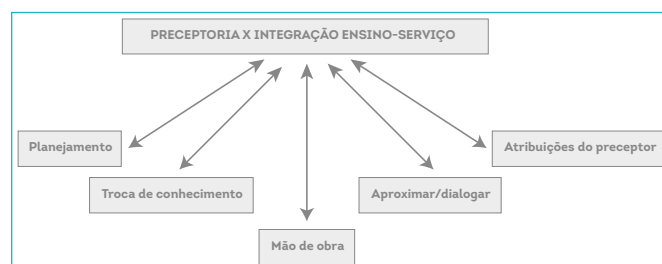 PRECEPTORIA X INTEGRAÇÃO ENSINO-SERVIÇO
Planejamento
Atribuições do preceptor
Troca de conhecimento
Aproximar/dialogar
Mão de obra